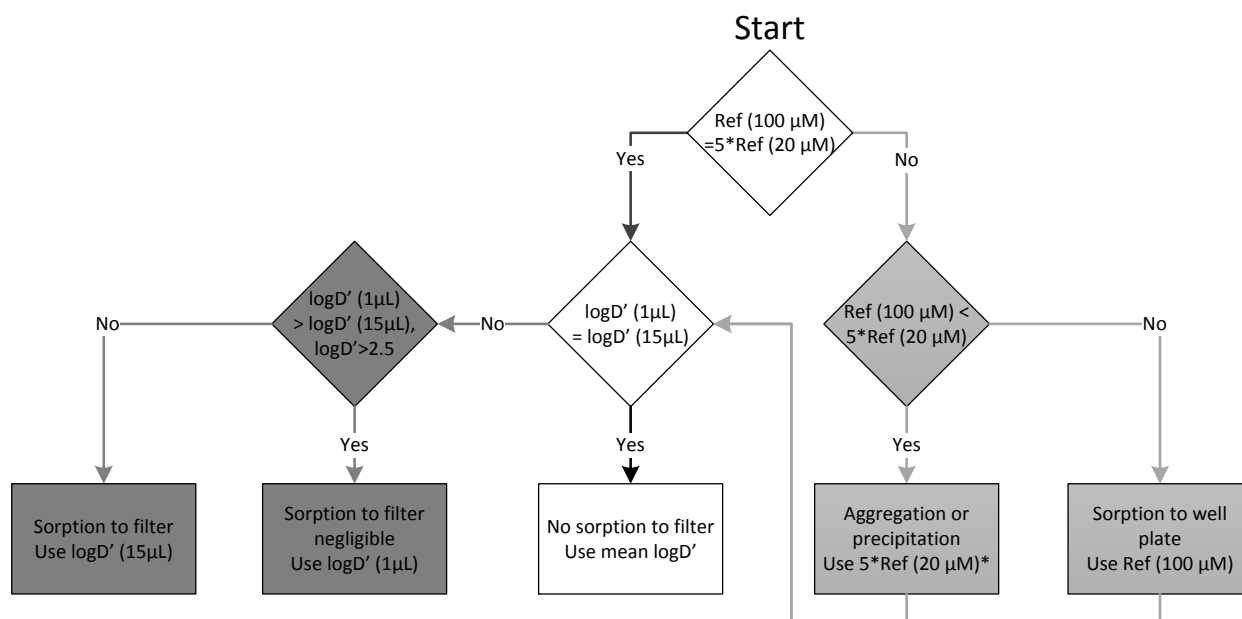 Start
Ref (100 µM)
=5*Ref (20 µM)
Yes
No
logD’ (1µL)
> logD’ (15µL),
logD’>2.5
No
No
logD’ (1µL)
= logD’ (15µL)
Ref (100 µM) <
5*Ref (20 µM)
No
Yes
Yes
Yes
Sorption to filter
Use logD’ (15µL)
Sorption to filter
negligible
Use logD’ (1µL)
No sorption to filter
Use mean logD’
Aggregation or
precipitation
Use 5*Ref (20 µM)*
Sorption to well
plate
Use Ref (100 µM)